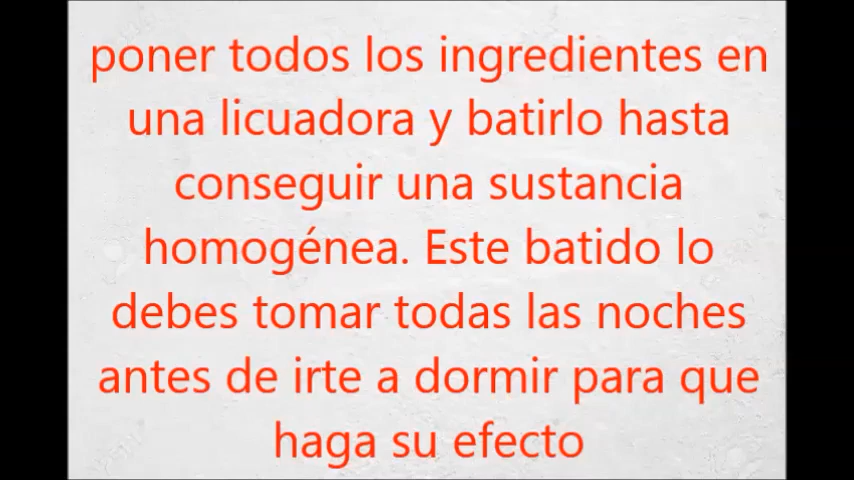 poner todos los ingredientes en
una licuadora y batirlo hasta
conseguir una sustancia
homogénea. Este batido lo
debes tomar todas las noches
antes de irte a dormir para que
haga su efecto